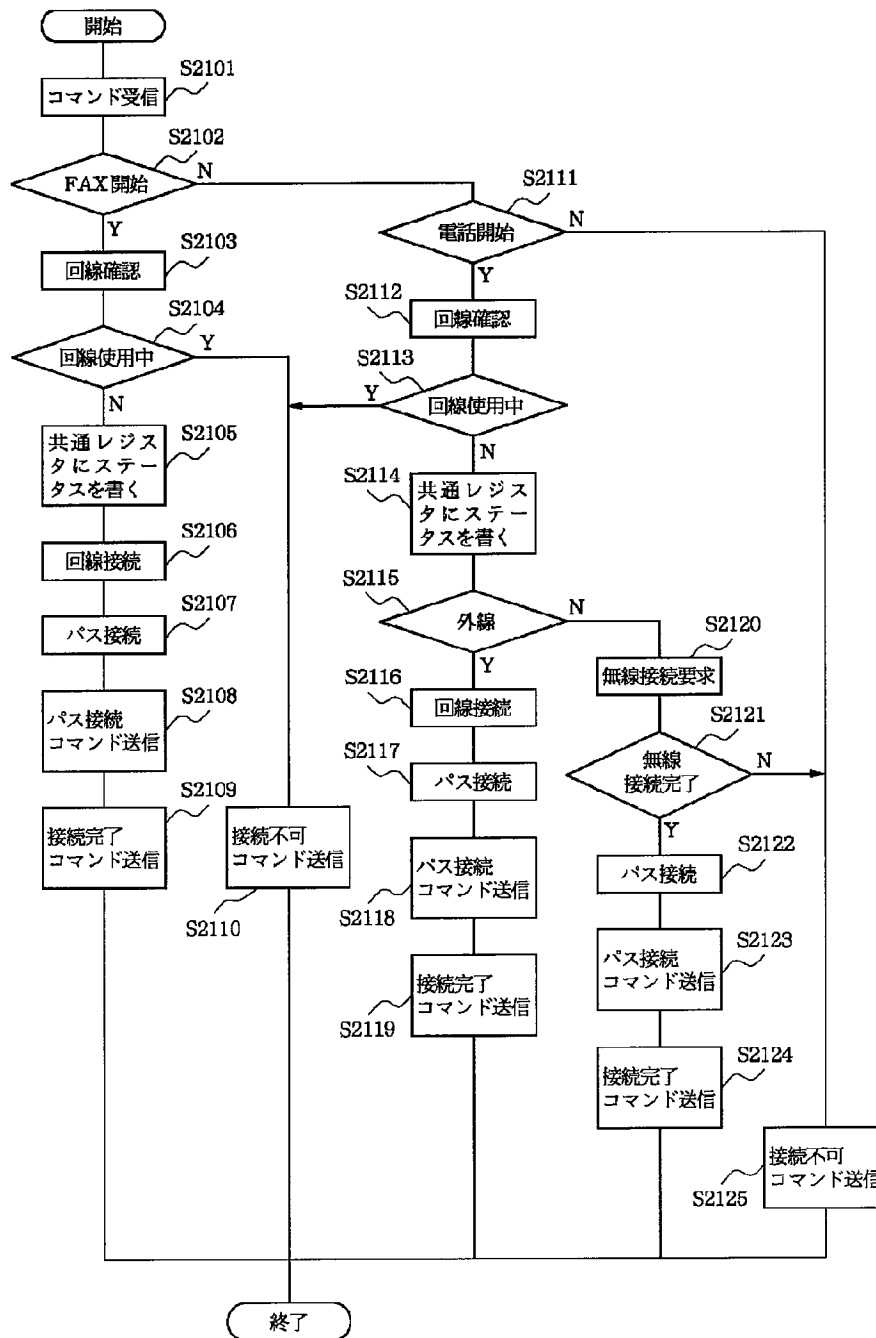 開始
S2101
コマンド受信
S2102
FAX開始
N
Y
S2103
回線確認
S2104
回線使用中
Y
N
S2105
共通レジス
タにステー
タスを書く
S2106
回線接続
S2107
パス接続
S2108
パス接続
コマンド送信
S2109
接続完了
コマンド送信
接続不可
コマンド送信
S2110
S2111
電話開始
N
Y
S2112
回線確認
S2113
Y
回線使用中
N
S2114
共通レジス
タにステー
タスを書く
S2115
外線
N
Y
S2116
回線接続
S2117
パス接続
パス接続
コマンド送信
S2118
接続完了
コマンド送信
S2119
S2120
無線接続要求
S2121
無線
接続完了
N
Y
S2122
パス接続
S2123
パス接続
コマンド送信
S2124
接続完了
コマンド送信
接続不可
コマンド送信
S2125
終了